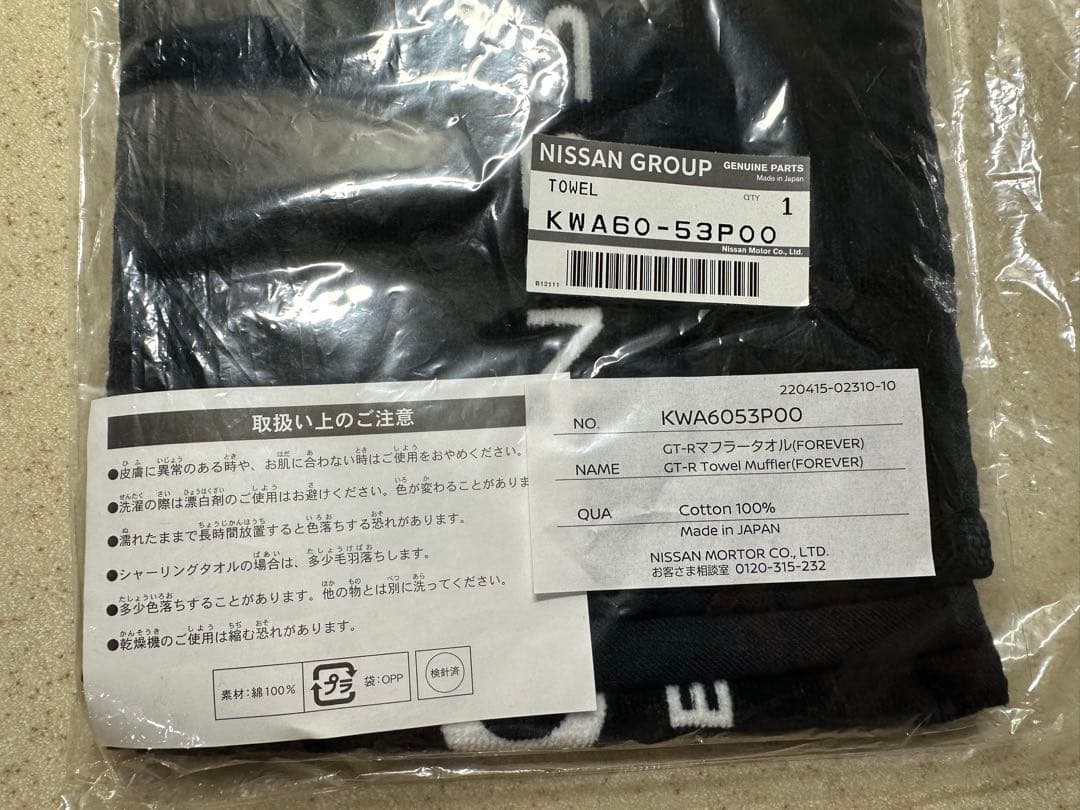 NISSAN GROUP GENUINE PARTS
Made in Japan
TOWEL
Q'TY 1
KWA60-53P00
Nissan Motor Co., Ltd.
B12111
Z
220415-02310-10
NO. KWA6053P00
GT-Rマフラータオル(FOREVER)
NAME GT-R Towel Muffler(FOREVER)
QUA Cotton 100%
Made in JAPAN
NISSAN MORTOR CO., LTD.
お客さま相談室 0120-315-232
取扱い上のご注意
●皮膚に異常のある時や、お肌に合わない時はご使用をおやめください。
●洗濯の際は漂白剤のご使用はお避けください。色が変わることがありま
●濡れたままで長時間放置すると色落ちする恐れがあります。
●シャーリングタオルの場合は、多少毛羽落ちします。
●多少色落ちすることがあります。他の物とは別に洗ってください。
●乾燥機のご使用は縮む恐れがあります。
素材:綿100%
プラ
袋:OPP
検針済
E